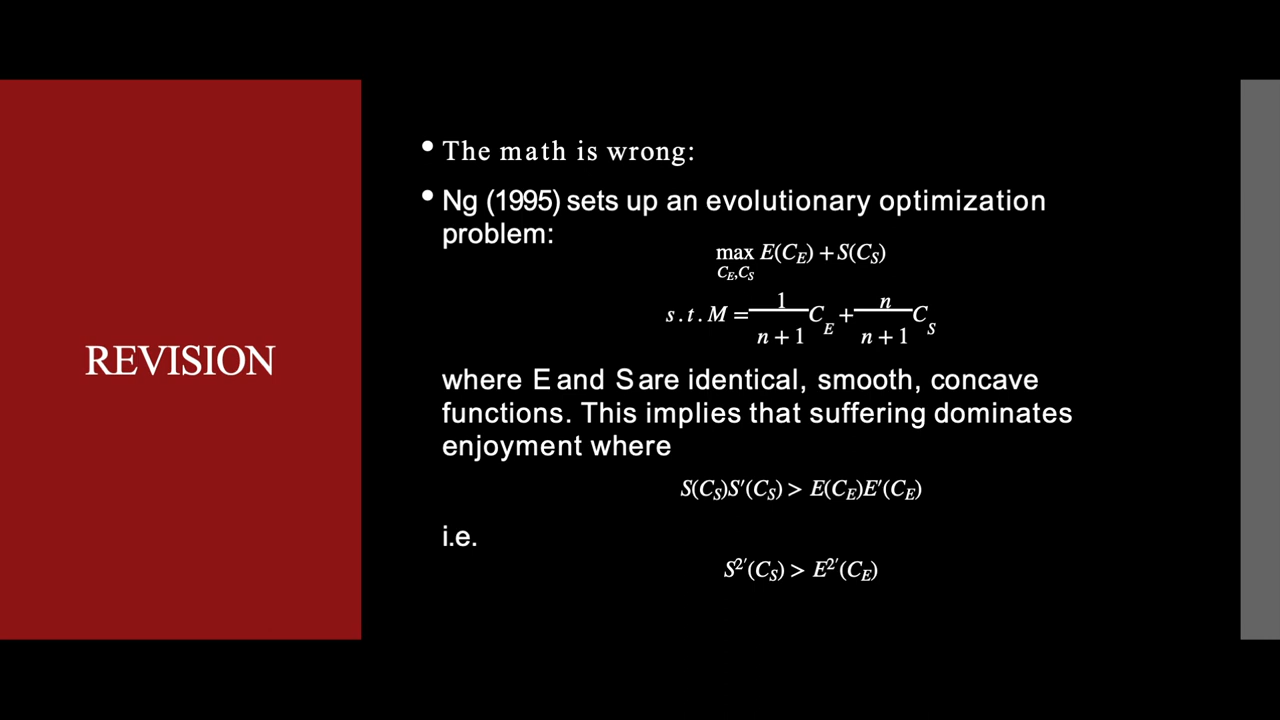 REVISION
• The math is wrong:
• Ng (1995) sets up an evolutionary optimization
problem:
max E(C_E) + S(C_S)
C_E,C_S
s.t. M = 1/(n + 1) C_E + n/(n + 1) C_S
where E and S are identical, smooth, concave
functions. This implies that suffering dominates
enjoyment where
S(C_S)S′(C_S) > E(C_E)E′(C_E)
i.e.
S²′(C_S) > E²′(C_E)